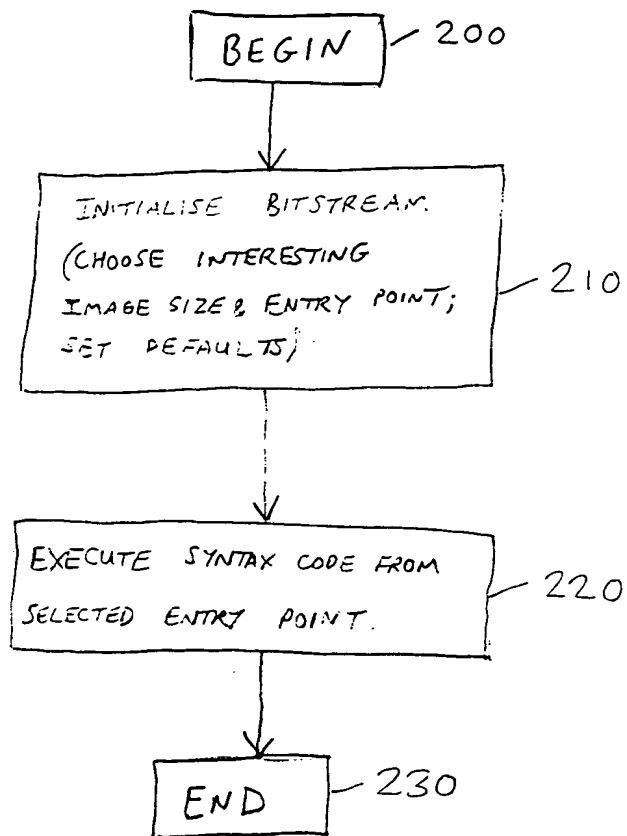 BEGIN
200
INITIALISE BITSTREAM.
(CHOOSE INTERESTING
IMAGE SIZE & ENTRY POINT;
SET DEFAULTS)
210
EXECUTE SYNTAX CODE FROM
SELECTED ENTRY POINT.
220
END
230